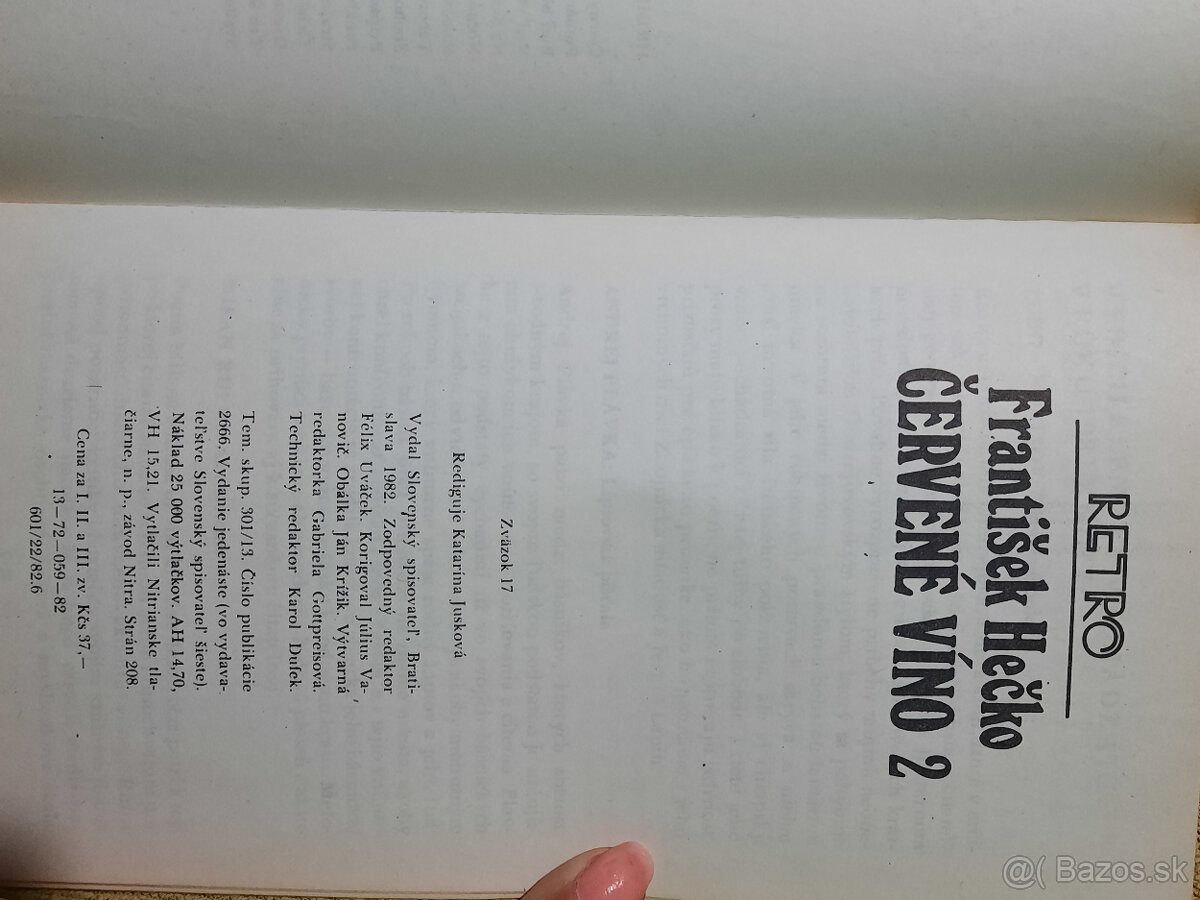 RETRO
František Hečko
ČERVENÉ VÍNO 2
Zväzok 17
Rediguje Katarína Jusková
Vydal Slovenský spisovateľ, Brati-
slava 1982. Zodpovedný redaktor
Félix Uváček. Korigoval Július Va-
novič. Obálka Ján Krížik. Výtvarná
redaktorka Gabriela Gottpreisová.
Technický redaktor Karol Dufek.
Tem. skup. 301/13. Číslo publikácie
2666. Vydanie jedenáste (vo vydava-
teľstve Slovenský spisovateľ šieste).
Náklad 25 000 výtlačkov. AH 14,70,
VH 15,21. Vytlačili Nitrianske tla-
čiarne, n. p., závod Nitra. Strán 208.
Cena za I. II. a III. zv. Kčs 37,—
13—72—059—82
601/22/82.6
@( Bazos.sk